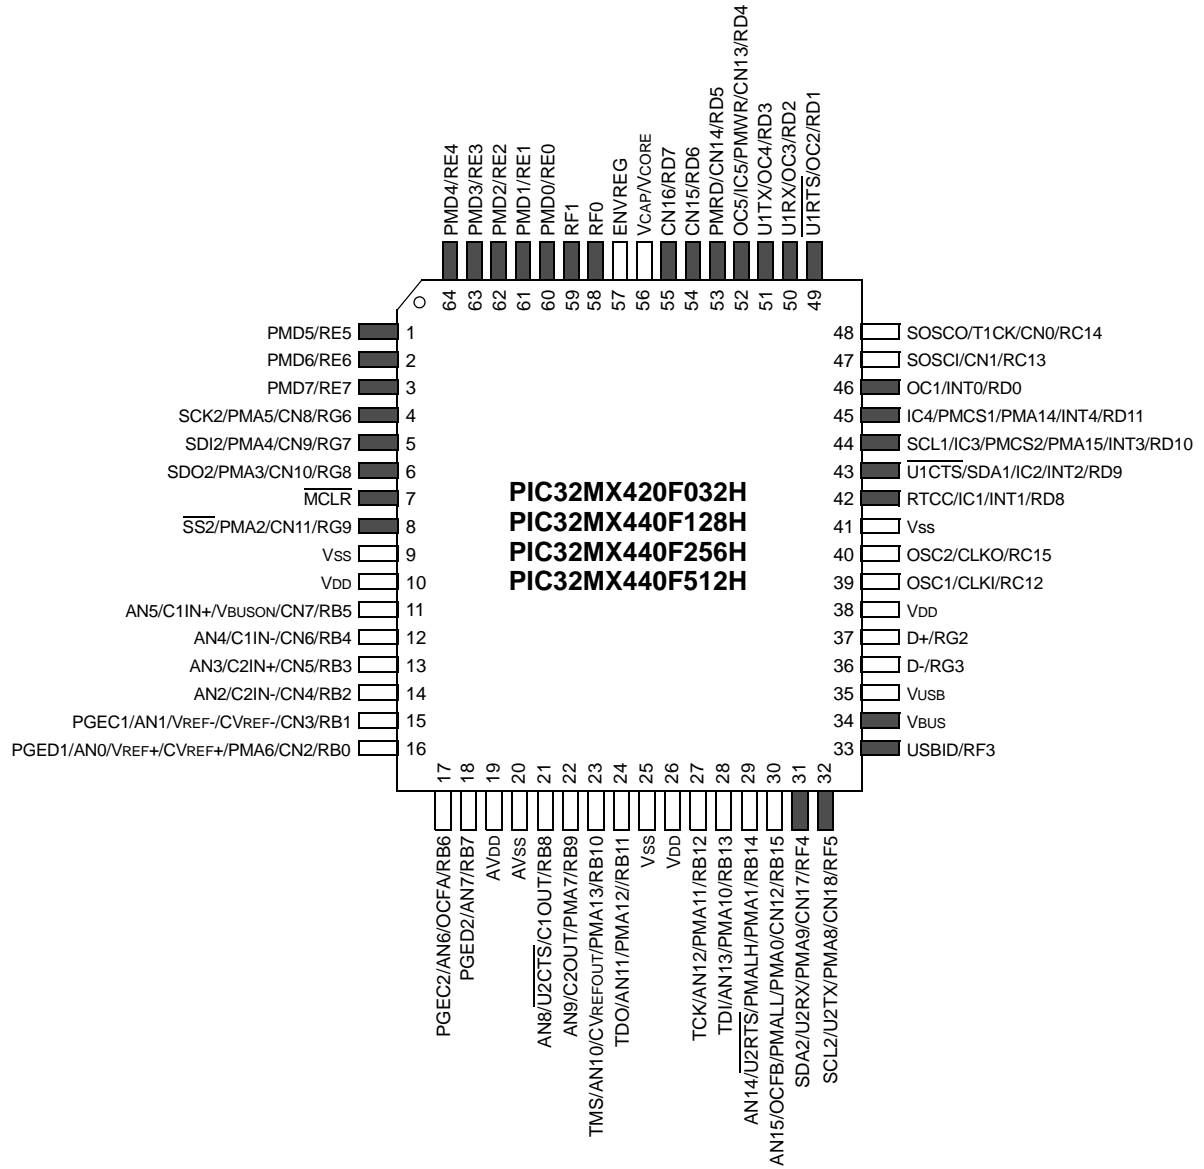 PMD4/RE4
PMD3/RE3
PMD2/RE2
PMD1/RE1
PMD0/RE0
RF1
RF0
ENVREG
VCAP/VCORE
CN16/RD7
CN15/RD6
PMRD/CN14/RD5
OC5/IC5/PMWR/CN13/RD4
U1TX/OC4/RD3
U1RX/OC3/RD2
U1RTS/OC2/RD1
64
63
62
61
60
59
58
57
56
55
54
53
52
51
50
49
PMD5/RE5 1
PMD6/RE6 2
PMD7/RE7 3
SCK2/PMA5/CN8/RG6 4
SDI2/PMA4/CN9/RG7 5
SDO2/PMA3/CN10/RG8 6
MCLR 7
SS2/PMA2/CN11/RG9 8
VSS 9
VDD 10
AN5/C1IN+/VBUSON/CN7/RB5 11
AN4/C1IN-/CN6/RB4 12
AN3/C2IN+/CN5/RB3 13
AN2/C2IN-/CN4/RB2 14
PGEC1/AN1/VREF-/CVREF-/CN3/RB1 15
PGED1/AN0/VREF+/CVREF+/PMA6/CN2/RB0 16
PIC32MX420F032H
PIC32MX440F128H
PIC32MX440F256H
PIC32MX440F512H
48 SOSCO/T1CK/CN0/RC14
47 SOSCI/CN1/RC13
46 OC1/INT0/RD0
45 IC4/PMCS1/PMA14/INT4/RD11
44 SCL1/IC3/PMCS2/PMA15/INT3/RD10
43 U1CTS/SDA1/IC2/INT2/RD9
42 RTCC/IC1/INT1/RD8
41 Vss
40 OSC2/CLKO/RC15
39 OSC1/CLKI/RC12
38 VDD
37 D+/RG2
36 D-/RG3
35 VUSB
34 VBUS
33 USBID/RF3
17
18
19
20
21
22
23
24
25
26
27
28
29
30
31
32
PGEC2/AN6/OCFA/RB6
PGED2/AN7/RB7
AVDD
AVss
AN8/U2CTS/C1OUT/RB8
AN9/C2OUT/PMA7/RB9
TMS/AN10/CVREFOUT/PMA13/RB10
TDO/AN11/PMA12//RB11
Vss
VDD
TCK/AN12/PMA11/RB12
TDI/AN13/PMA10/RB13
AN14/U2RTS/PMALH/PMA1/RB14
AN15/OCFB/PMALL/PMA0/CN12/RB15
SDA2/U2RX/PMA9/CN17/RF4
SCL2/U2TX/PMA8/CN18/RF5